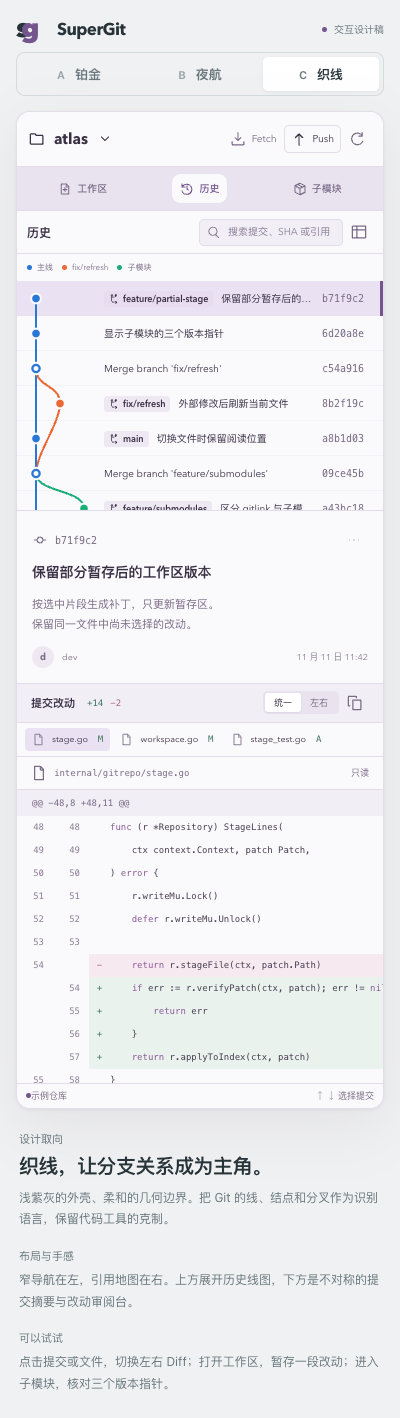 sg SuperGit
交互设计稿
A 铂金 B 夜航 C 织线
atlas Fetch Push
工作区 历史 子模块
历史 搜索提交、SHA 或引用
主线 fix/refresh 子模块
feature/partial-stage 保留部分暂存后的… b71f9c2
显示子模块的三个版本指针 6d20a8e
Merge branch 'fix/refresh' c54a916
fix/refresh 外部修改后刷新当前文件 8b2f19c
main 切换文件时保留阅读位置 a8b1d03
Merge branch 'feature/submodules' 09ce45b
feature/submodules 区分 gitlink 与子模 a43bc18
b71f9c2 ...
保留部分暂存后的工作区版本
按选中片段生成补丁，只更新暂存区。
保留同一文件中尚未选择的改动。
d dev 11 月 11 日 11:42
提交改动 +14 −2 统一 左右
stage.go M workspace.go M stage_test.go A
internal/gitrepo/stage.go 只读
@@ −48,8 +48,11 @@
48 48 func (r *Repository) StageLines(
49 49 ctx context.Context, patch Patch,
50 50 ) error {
51 51 r.writeMu.Lock()
52 52 defer r.writeMu.Unlock()
53 53
54 − return r.stageFile(ctx, patch.Path)
54 + if err := r.verifyPatch(ctx, patch); err != nil
55 + return err
56 + }
57 + return r.applyToIndex(ctx, patch)
55 58 }
示例仓库 ↑ ↓ 选择提交
设计取向
织线，让分支关系成为主角。
浅紫灰的外壳、柔和的几何边界。把 Git 的线、结点和分叉作为识别
语言，保留代码工具的克制。
布局与手感
窄导航在左，引用地图在右。上方展开历史线图，下方是不对称的提
交摘要与改动审阅台。
可以试试
点击提交或文件，切换左右 Diff；打开工作区，暂存一段改动；进入
子模块，核对三个版本指针。